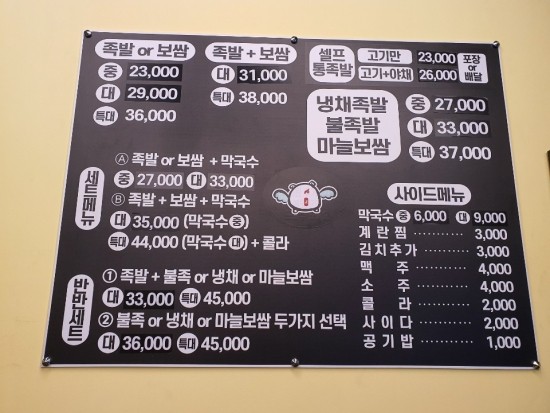 족발 or 보쌈
중 23,000
대 29,000
특대 36,000
족발 + 보쌈
대 31,000
특대 38,000
셀프 통족발
고기만 23,000
고기+야채 26,000
포장 or 배달
냉채족발
불족발
마늘보쌈
중 27,000
대 33,000
특대 37,000
세트메뉴
Ⓐ 족발 or 보쌈 + 막국수
중 27,000 대 33,000
Ⓑ 족발 + 보쌈 + 막국수
대 35,000 (막국수 중)
특대 44,000 (막국수 대) + 콜라
반반세트
① 족발 + 불족 or 냉채 or 마늘보쌈
대 33,000 특대 45,000
② 불족 or 냉채 or 마늘보쌈 두가지 선택
대 36,000 특대 45,000
사이드메뉴
막국수 중 6,000 대 9,000
계란찜 ............ 3,000
김치추가 ............ 3,000
맥주 ............ 4,000
소주 ............ 4,000
콜라 ............ 2,000
사이다 ............ 2,000
공기밥 ............ 1,000